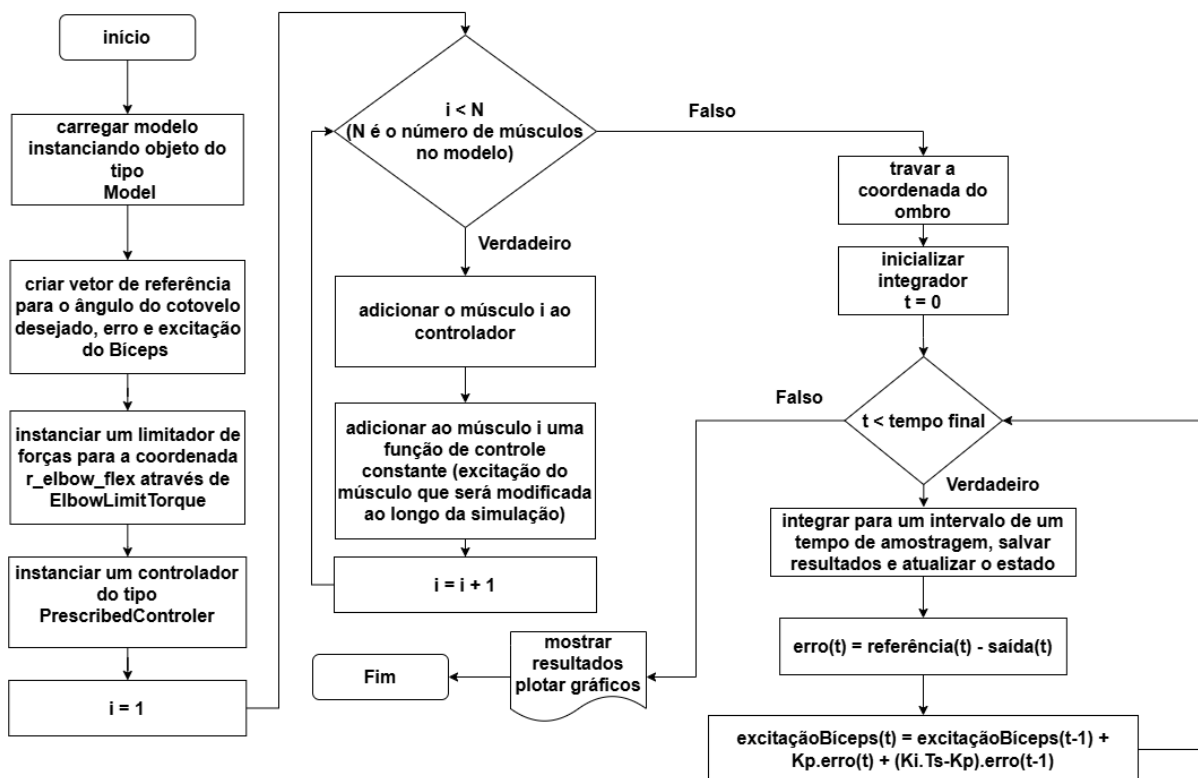 início
carregar modelo
instanciando objeto do
tipo
Model
criar vetor de referência
para o ângulo do cotovelo
desejado, erro e excitação
do Bíceps
instanciar um limitador de
forças para a coordenada
r_elbow_flex através de
ElbowLimitTorque
instanciar um controlador
do tipo
PrescribedControler
i = 1
i < N
(N é o número de músculos
no modelo)
Verdadeiro
Falso
adicionar o músculo i ao
controlador
adicionar ao músculo i uma
função de controle
constante (excitação do
músculo que será modificada
ao longo da simulação)
i = i + 1
travar a
coordenada do
ombro
inicializar
integrador
t = 0
t < tempo final
Falso
Verdadeiro
integrar para um intervalo de um
tempo de amostragem, salvar
resultados e atualizar o estado
erro(t) = referência(t) - saída(t)
excitaçãoBíceps(t) = excitaçãoBíceps(t-1) +
Kp.erro(t) + (Ki.Ts-Kp).erro(t-1)
mostrar
resultados
plotar gráficos
Fim